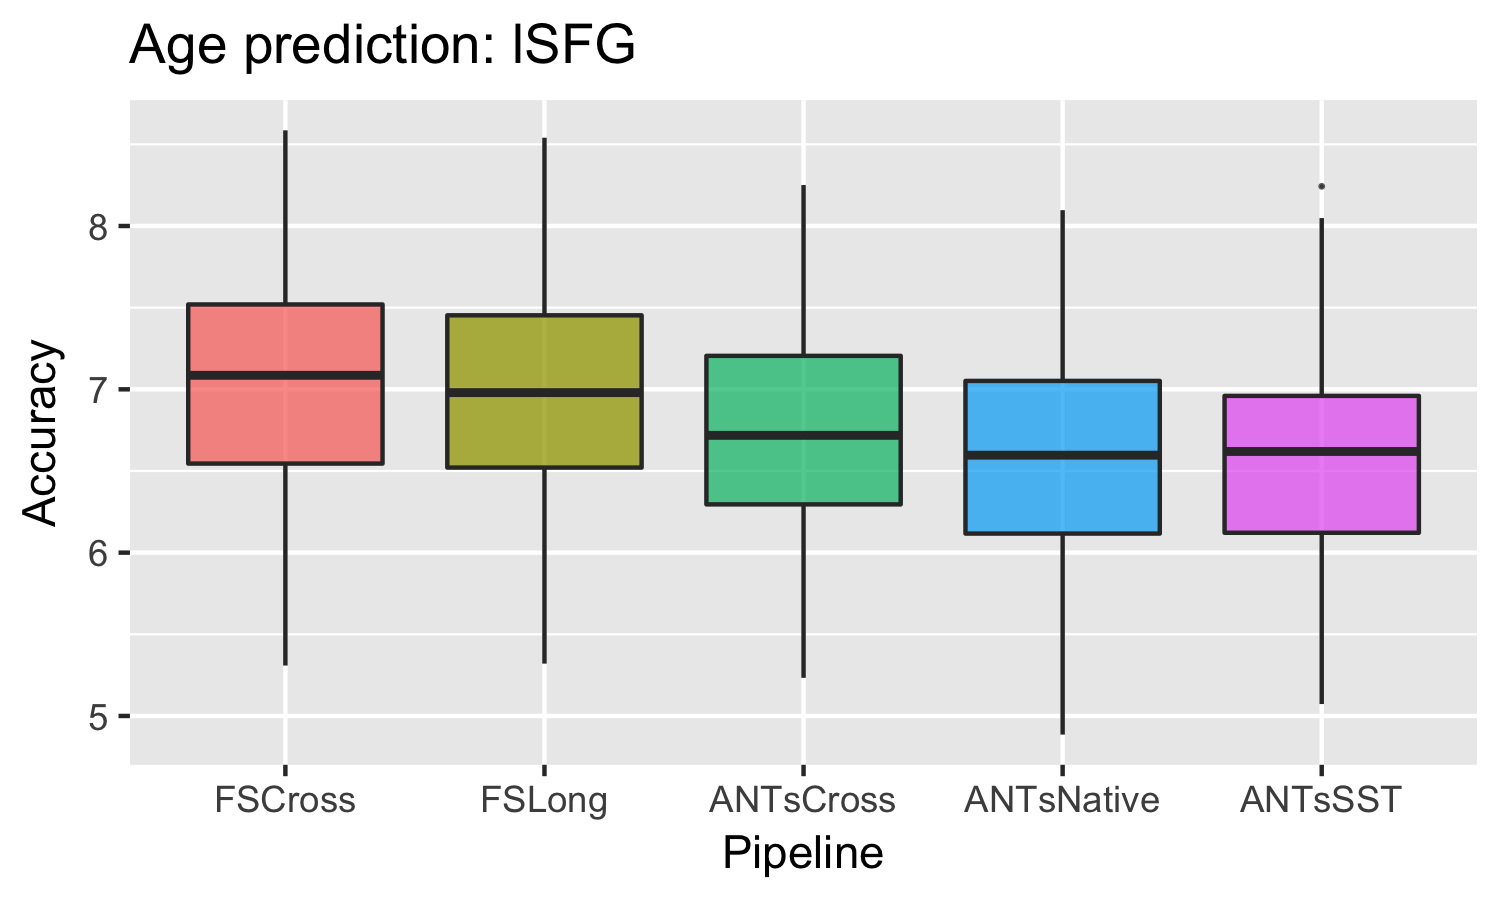 Age prediction: lSFG
Accuracy
8
7
6
5
FSCross FSLong ANTsCross ANTsNative ANTsSST
Pipeline